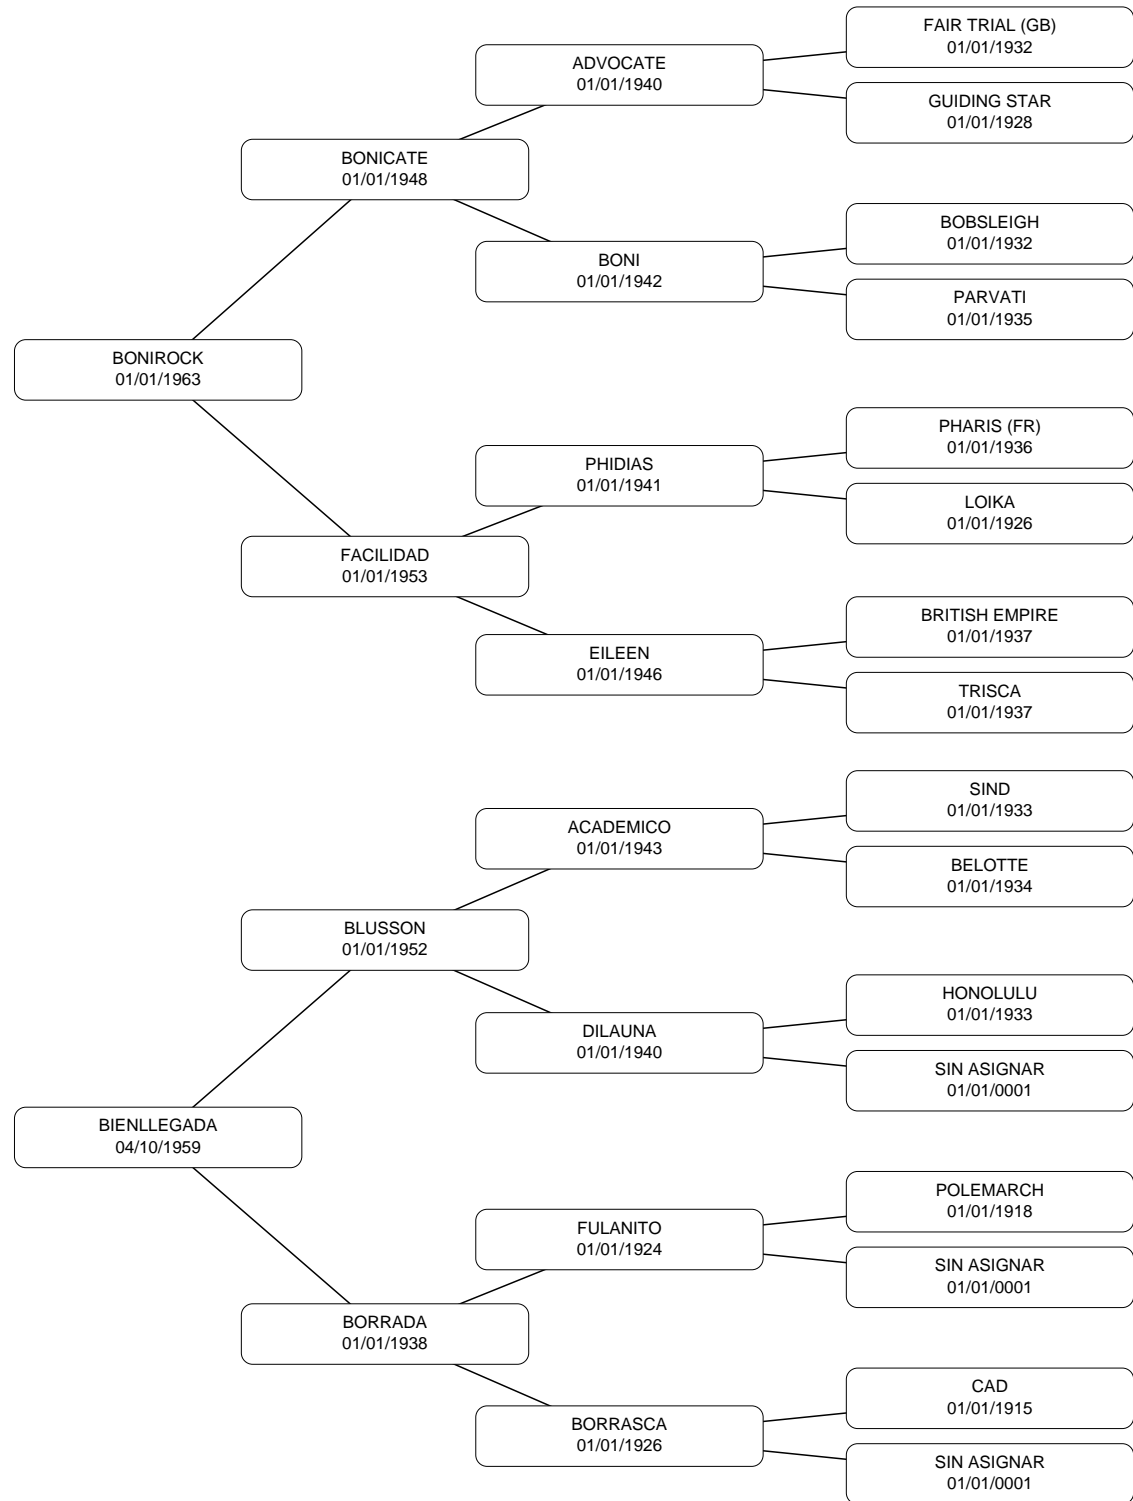 FAIR TRIAL (GB)
01/01/1932
ADVOCATE
01/01/1940
GUIDING STAR
01/01/1928
BONICATE
01/01/1948
BOBSLEIGH
01/01/1932
BONI
01/01/1942
PARVATI
01/01/1935
BONIROCK
01/01/1963
PHARIS (FR)
01/01/1936
PHIDIAS
01/01/1941
LOIKA
01/01/1926
FACILIDAD
01/01/1953
BRITISH EMPIRE
01/01/1937
EILEEN
01/01/1946
TRISCA
01/01/1937
SIND
01/01/1933
ACADEMICO
01/01/1943
BELOTTE
01/01/1934
BLUSSON
01/01/1952
HONOLULU
01/01/1933
DILAUNA
01/01/1940
SIN ASIGNAR
01/01/0001
BIENLLEGADA
04/10/1959
POLEMARCH
01/01/1918
FULANITO
01/01/1924
SIN ASIGNAR
01/01/0001
BORRADA
01/01/1938
CAD
01/01/1915
BORRASCA
01/01/1926
SIN ASIGNAR
01/01/0001